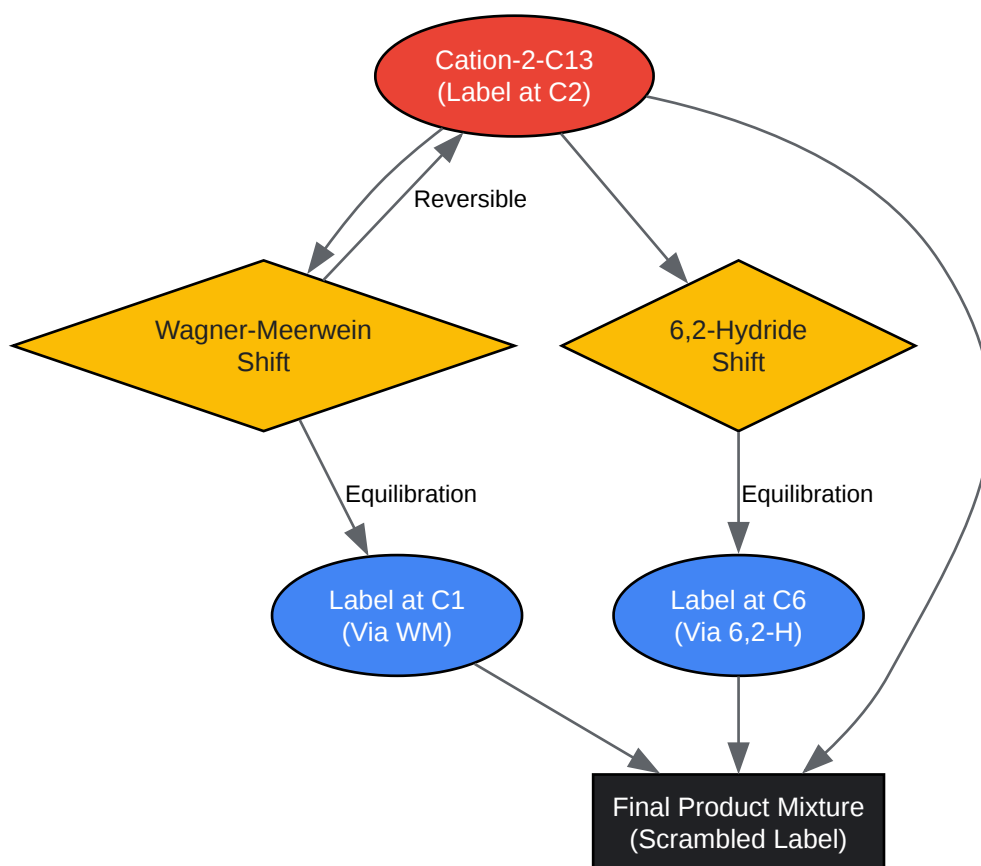 Cation-2-C13
(Label at C2)
Reversible
Wagner-Meerwein
Shift
6,2-Hydride
Shift
Equilibration
Equilibration
Label at C1
(Via WM)
Label at C6
(Via 6,2-H)
Final Product Mixture
(Scrambled Label)